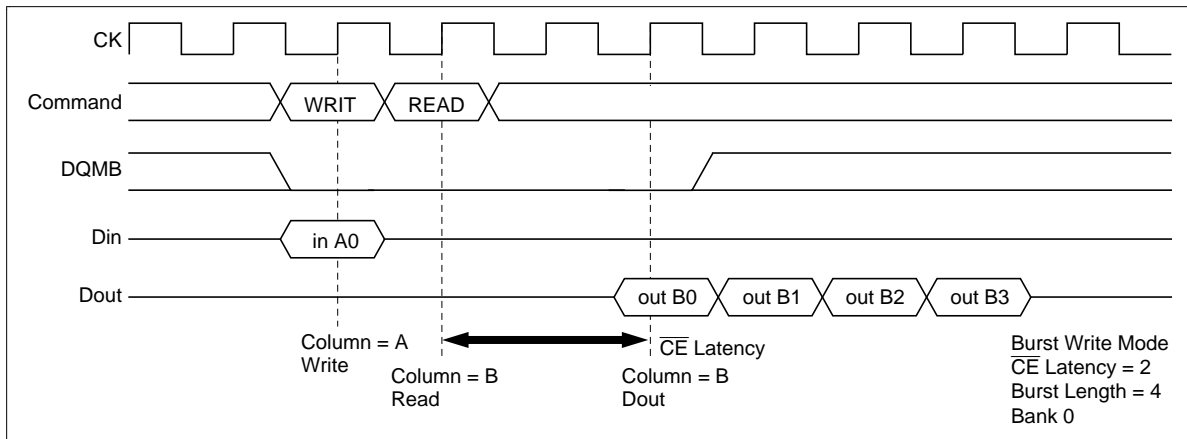 CK
Command
WRIT
READ
DQMB
Din
in A0
Dout
out B0
out B1
out B2
out B3
Column = A
Write
Column = B
Read
CE Latency
Column = B
Dout
Burst Write Mode
CE Latency = 2
Burst Length = 4
Bank 0